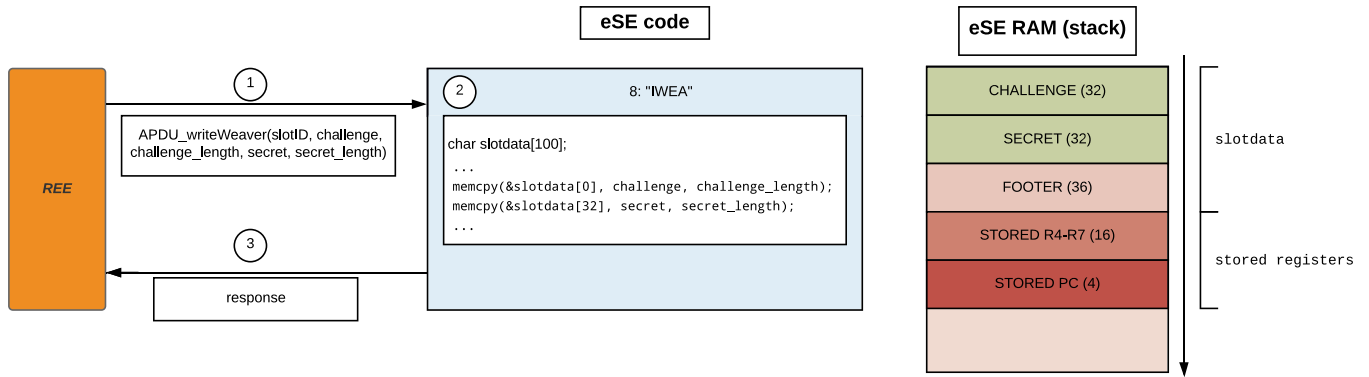 eSE code
eSE RAM (stack)
REE
1
APDU_writeWeaver(slotID, challenge,
challenge_length, secret, secret_length)
3
response
2
8: "IWEA"
char slotdata[100];
...
memcpy(&slotdata[0], challenge, challenge_length);
memcpy(&slotdata[32], secret, secret_length);
...
CHALLENGE (32)
SECRET (32)
FOOTER (36)
STORED R4-R7 (16)
STORED PC (4)
slotdata
stored registers